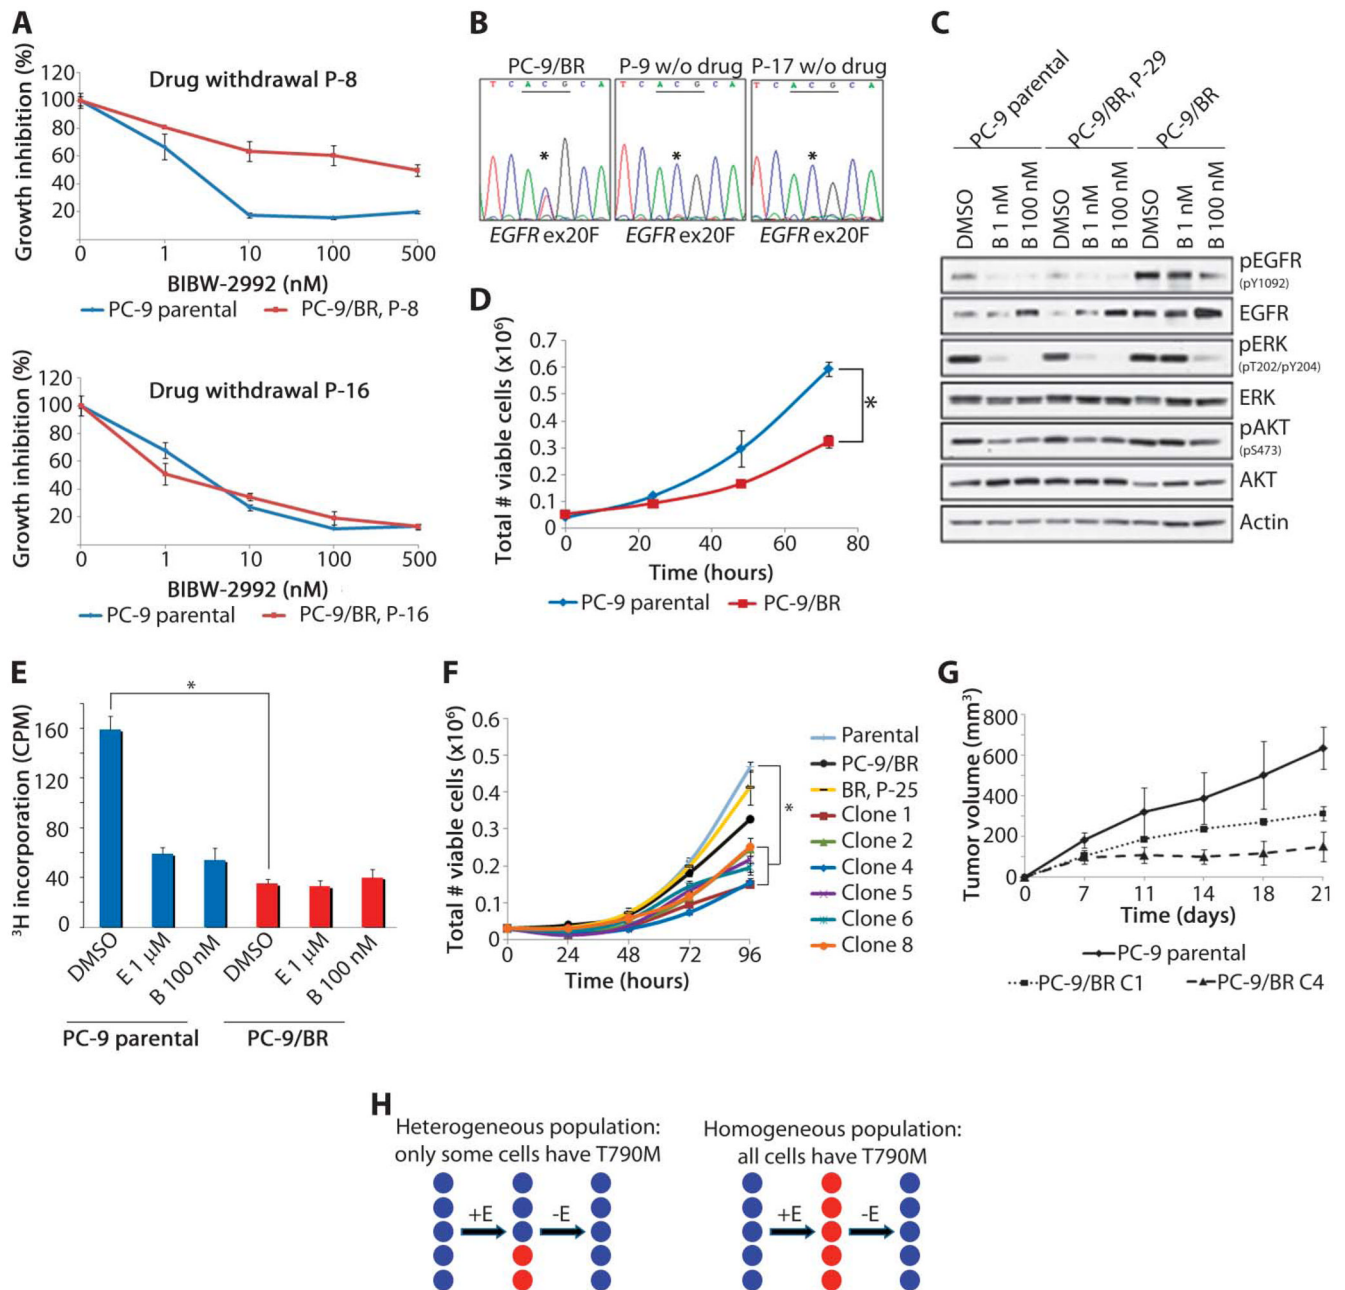 A
Growth inhibition (%)
Drug withdrawal P-8
120
100
80
60
40
20
0
1
10
100
500
BIBW-2992 (nM)
PC-9 parental
PC-9/BR, P-8
Growth inhibition (%)
Drug withdrawal P-16
120
100
80
60
40
20
0
1
10
100
500
BIBW-2992 (nM)
PC-9 parental
PC-9/BR, P-16
B
PC-9/BR
P-9 w/o drug
P-17 w/o drug
T C A C G C A
T C A C G C A
T C A C G C A
*
*
*
EGFR ex20F
EGFR ex20F
EGFR ex20F
C
PC-9 parental
PC-9/BR, P-29
PC-9/BR
DMSO
B 1 nM
B 100 nM
DMSO
B 1 nM
B 100 nM
DMSO
B 1 nM
B 100 nM
pEGFR
(pY1092)
EGFR
pERK
(pT202/pY204)
ERK
pAKT
(pS473)
AKT
Actin
D
Total # viable cells (x10⁶)
0.7
0.6
0.5
0.4
0.3
0.2
0.1
0
*
0
20
40
60
80
Time (hours)
PC-9 parental
PC-9/BR
E
³H incorporation (CPM)
160
120
80
40
0
*
DMSO
E 1 µM
B 100 nM
DMSO
E 1 µM
B 100 nM
PC-9 parental
PC-9/BR
F
Total # viable cells (x10⁶)
0.6
0.5
0.4
0.3
0.2
0.1
0
*
0
24
48
72
96
Time (hours)
Parental
PC-9/BR
BR, P-25
Clone 1
Clone 2
Clone 4
Clone 5
Clone 6
Clone 8
G
Tumor volume (mm³)
800
600
400
200
0
0
7
11
14
18
21
Time (days)
PC-9 parental
PC-9/BR C1
PC-9/BR C4
H
Heterogeneous population:
only some cells have T790M
+E
-E
Homogeneous population:
all cells have T790M
+E
-E